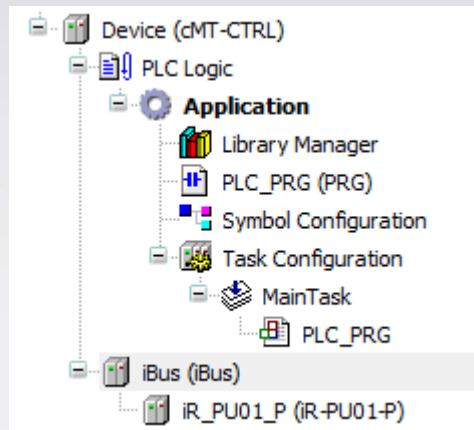 Device (cMT-CTRL)
PLC Logic
Application
Library Manager
PLC_PRG (PRG)
Symbol Configuration
Task Configuration
MainTask
PLC_PRG
iBus (iBus)
iR_PU01_P (iR-PU01-P)